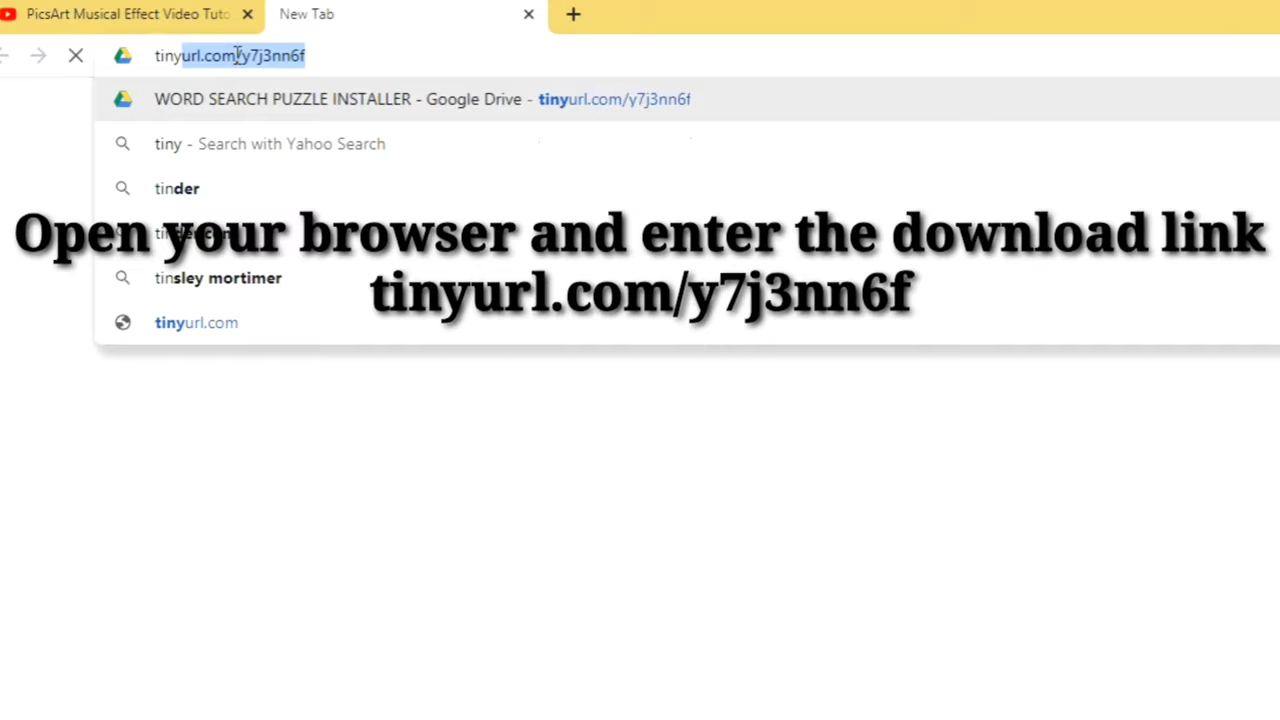 PicsArt Musical Effect Video Tuto
New Tab
tinyurl.com/y7j3nn6f
WORD SEARCH PUZZLE INSTALLER - Google Drive - tinyurl.com/y7j3nn6f
tiny - Search with Yahoo Search
tinder
Open your browser and enter the download link
tinsley mortimer
tinyurl.com/y7j3nn6f
tinyurl.com